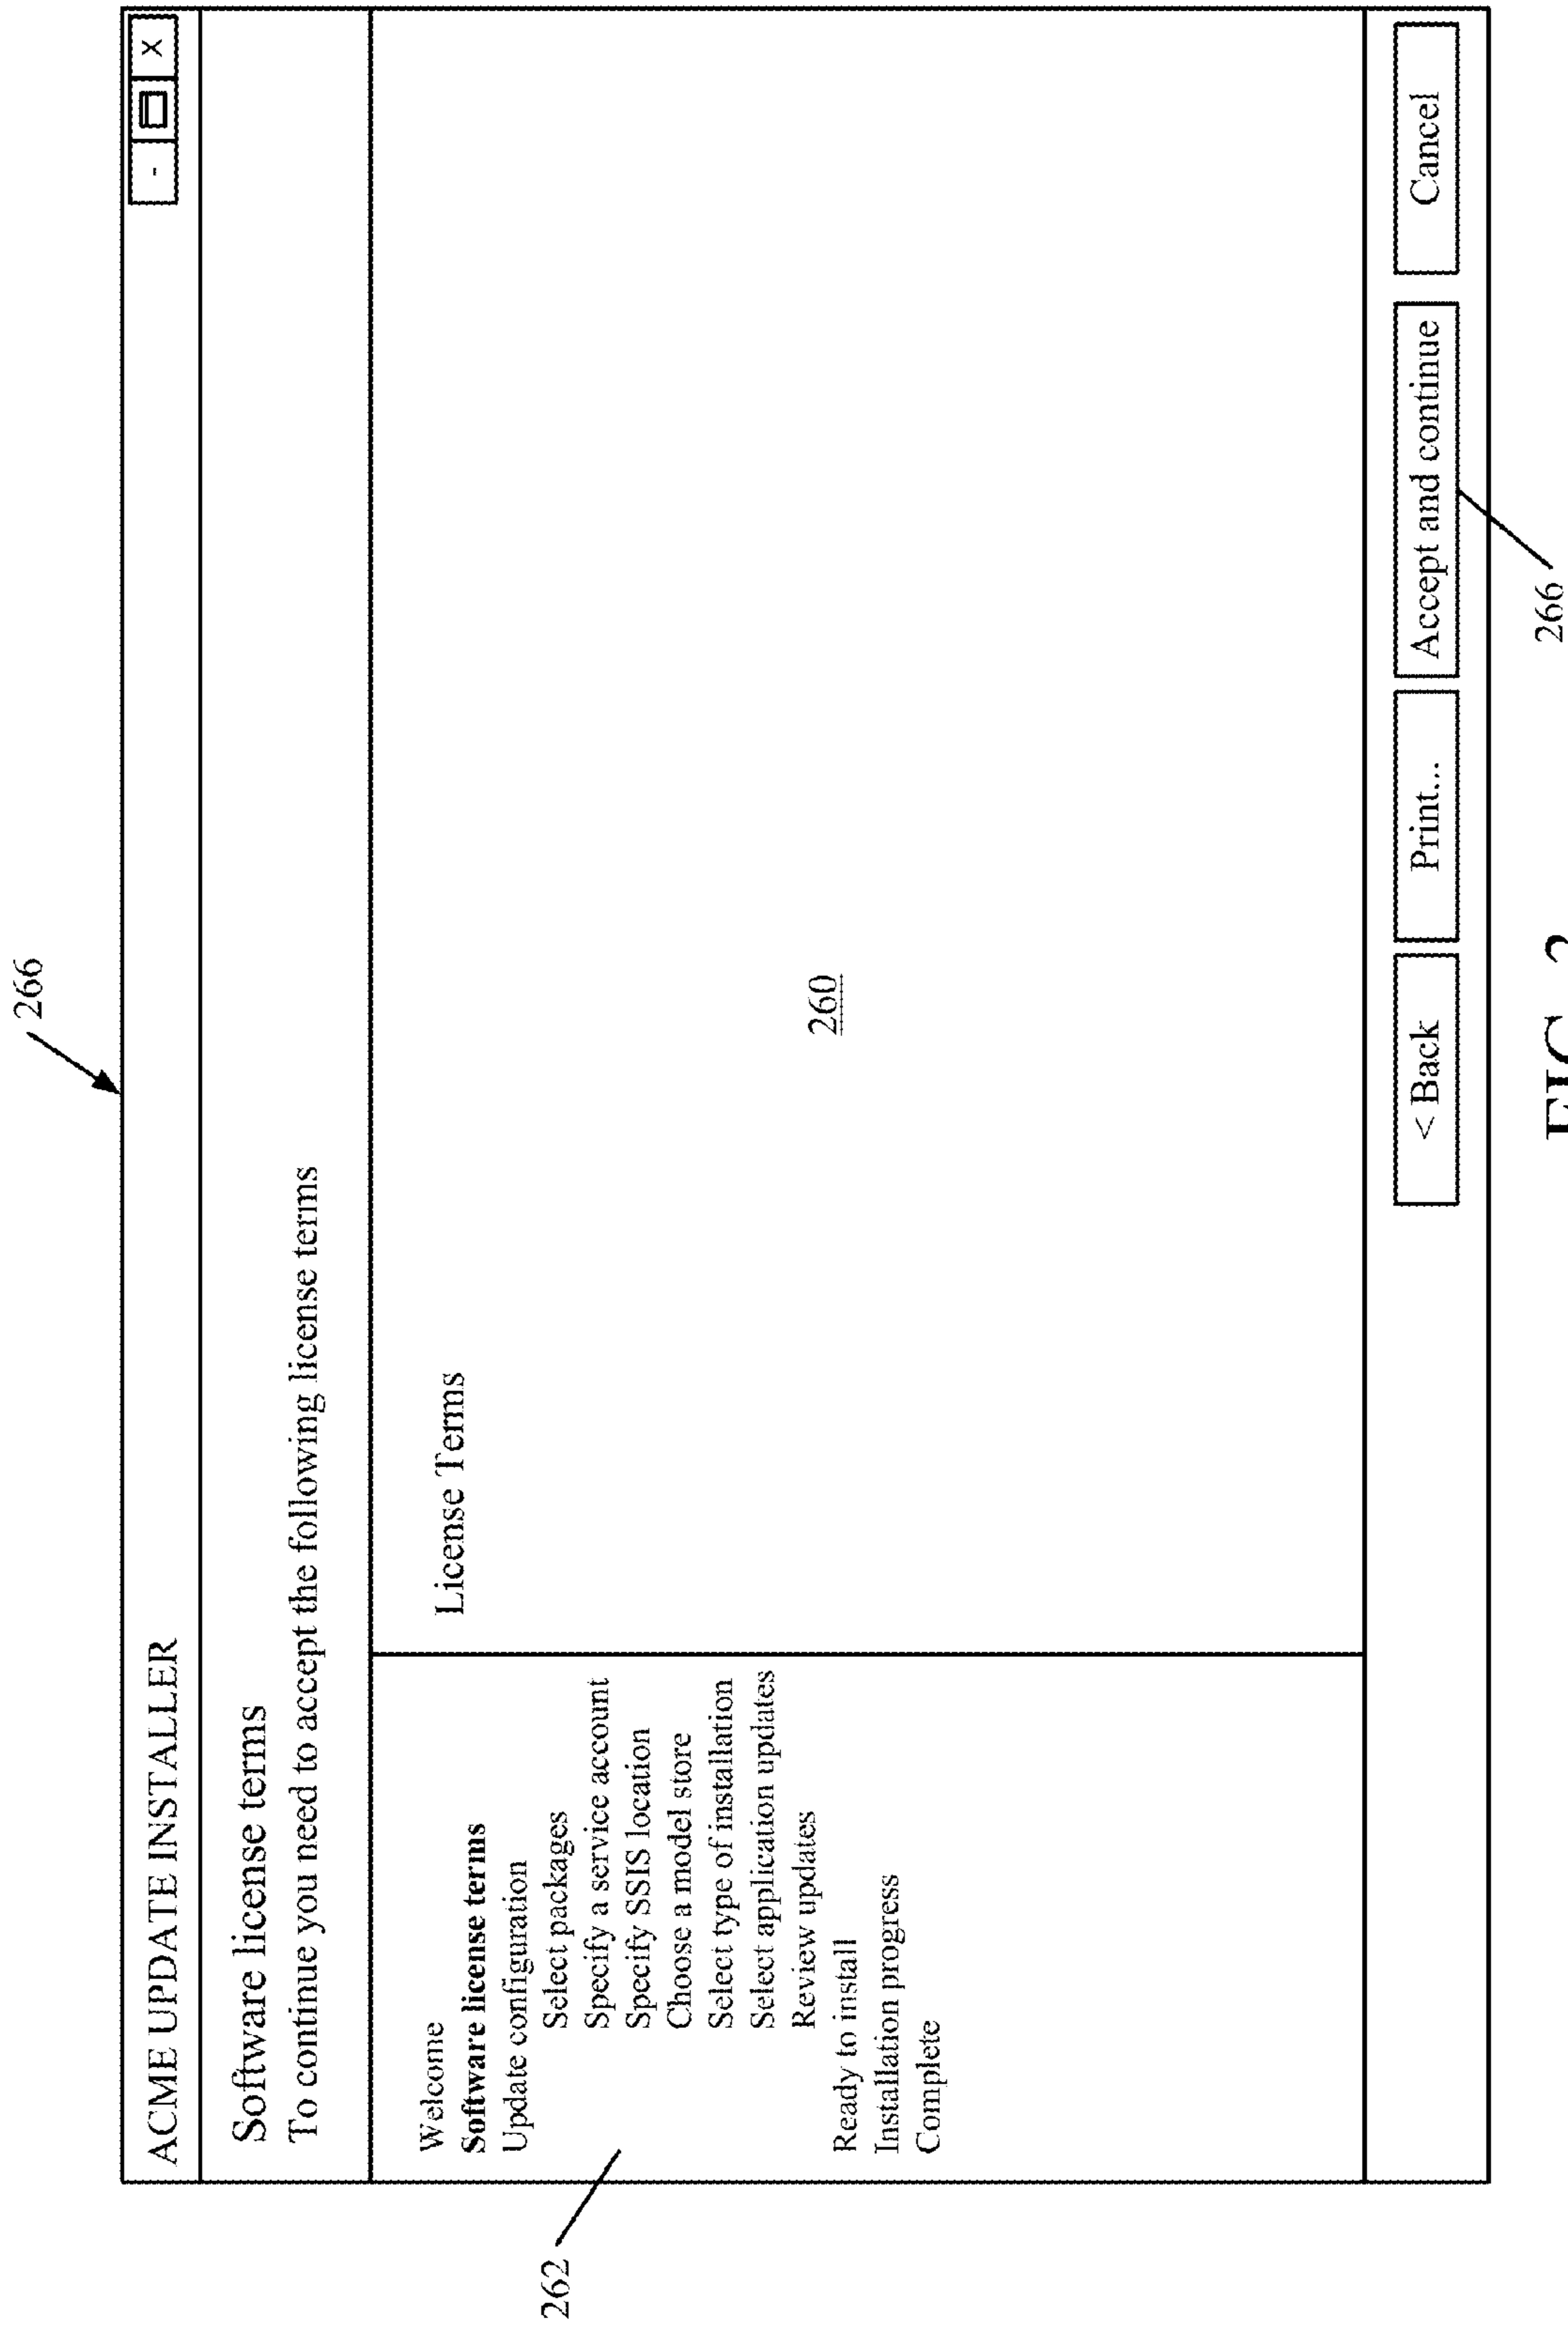 266
ACME UPDATE INSTALLER
- X
Software license terms
To continue you need to accept the following license terms
Welcome
Software license terms
Update configuration
Select packages
Specify a service account
Specify SSIS location
Choose a model store
Select type of installation
Select application updates
Review updates
Ready to install
Installation progress
Complete
262
License Terms
260
< Back
Print...
Accept and continue
Cancel
266